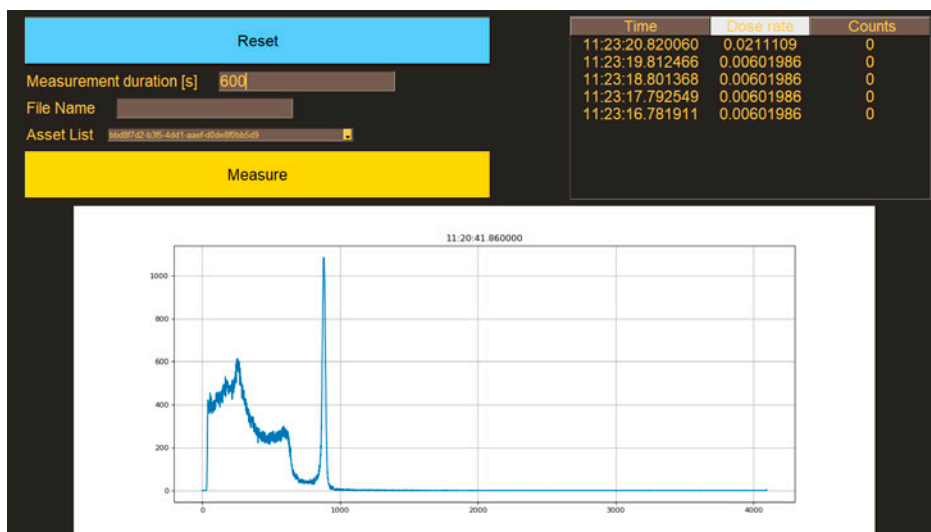 Reset
Measurement duration [s] 600
File Name
Asset List bbd8f7d2-b3f5-4dd1-aaef-d0de8f0bb5d9
Measure
Time Dose rate Counts
11:23:20.820060 0.0211109 0
11:23:19.812466 0.00601986 0
11:23:18.801368 0.00601986 0
11:23:17.792549 0.00601986 0
11:23:16.781911 0.00601986 0
11:20:41.860000
1000
800
600
400
200
0
0 1000 2000 3000 4000